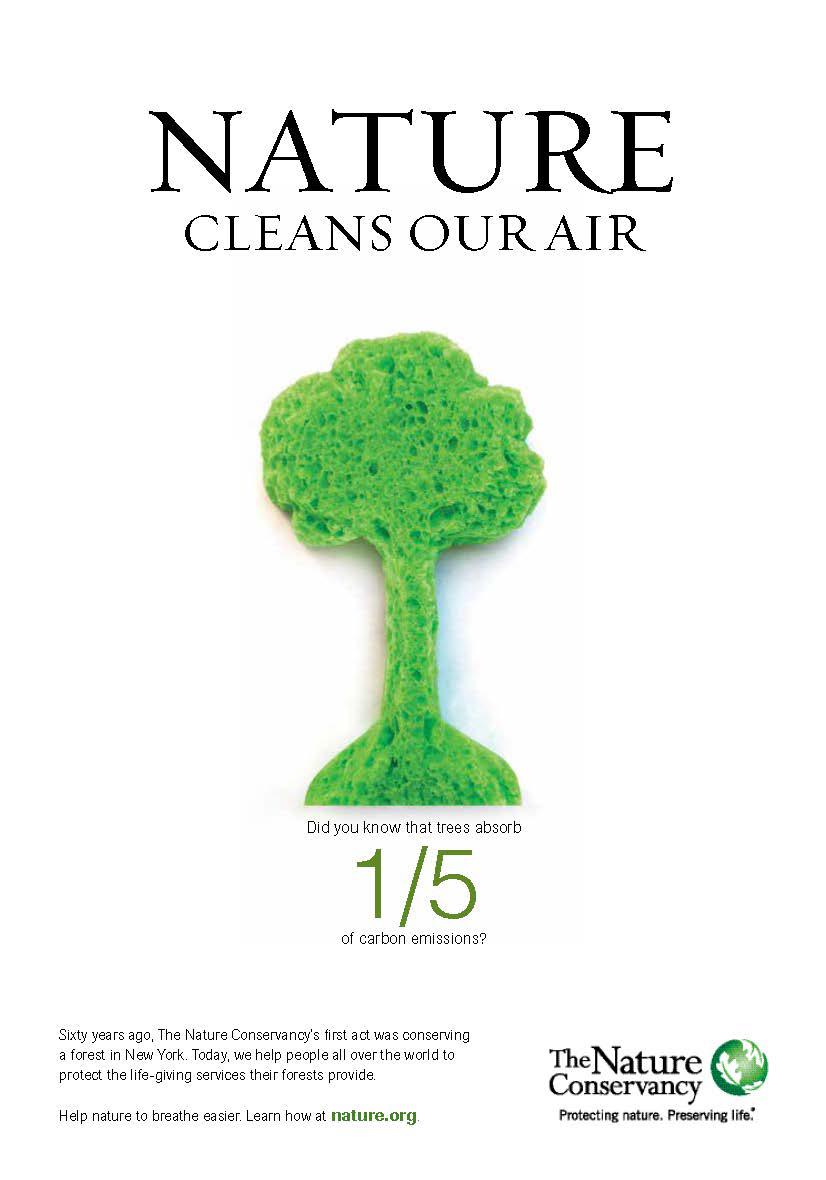 NATURE
CLEANS OUR AIR
Did you know that trees absorb
1/5
of carbon emissions?
Sixty years ago, The Nature Conservancy's first act was conserving
a forest in New York. Today, we help people all over the world to
protect the life-giving services their forests provide.
Help nature to breathe easier. Learn how at nature.org.
The Nature
Conservancy
Protecting nature. Preserving life.